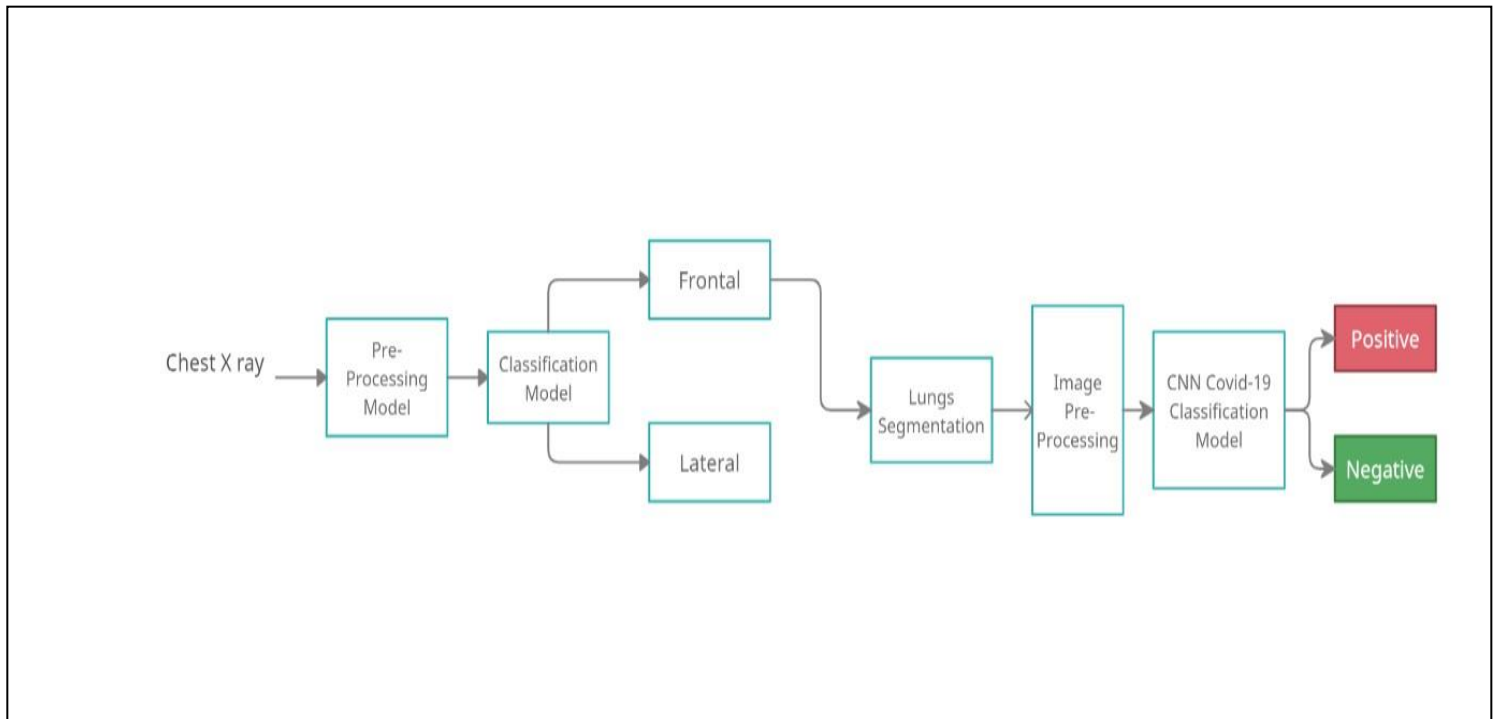 Chest X ray
Pre-
Processing
Model
Classification
Model
Frontal
Lateral
Lungs
Segmentation
Image
Pre-
Processing
CNN Covid-19
Classification
Model
Positive
Negative